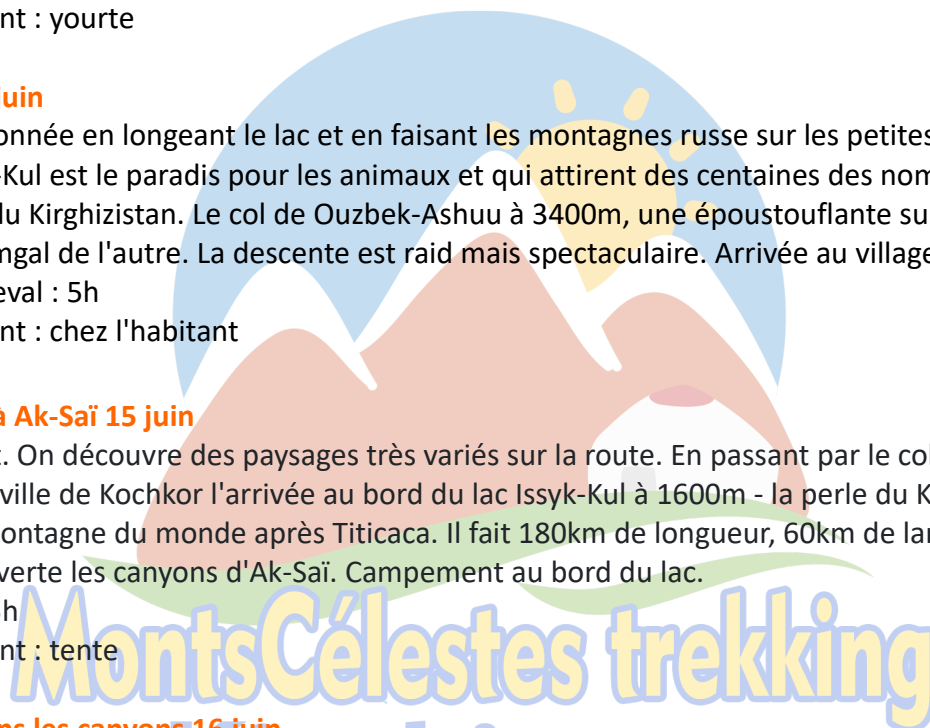 nt : yourte
uin
onnée en longeant le lac et en faisant les montagnes russe sur les petites
-Kul est le paradis pour les animaux et qui attirent des centaines des nom
du Kirghizistan. Le col de Ouzbek-Ashuu à 3400m, une époustouflante su
mgal de l'autre. La descente est raid mais spectaculaire. Arrivée au village
eval : 5h
nt : chez l'habitant
à Ak-Saï 15 juin
t. On découvre des paysages très variés sur la route. En passant par le col
ville de Kochkor l'arrivée au bord du lac Issyk-Kul à 1600m - la perle du K
ontagne du monde après Titicaca. Il fait 180km de longueur, 60km de lar
verte les canyons d'Ak-Saï. Campement au bord du lac.
h
nt : tente
MontsCélestes trekking
ns les canyons 16 juin